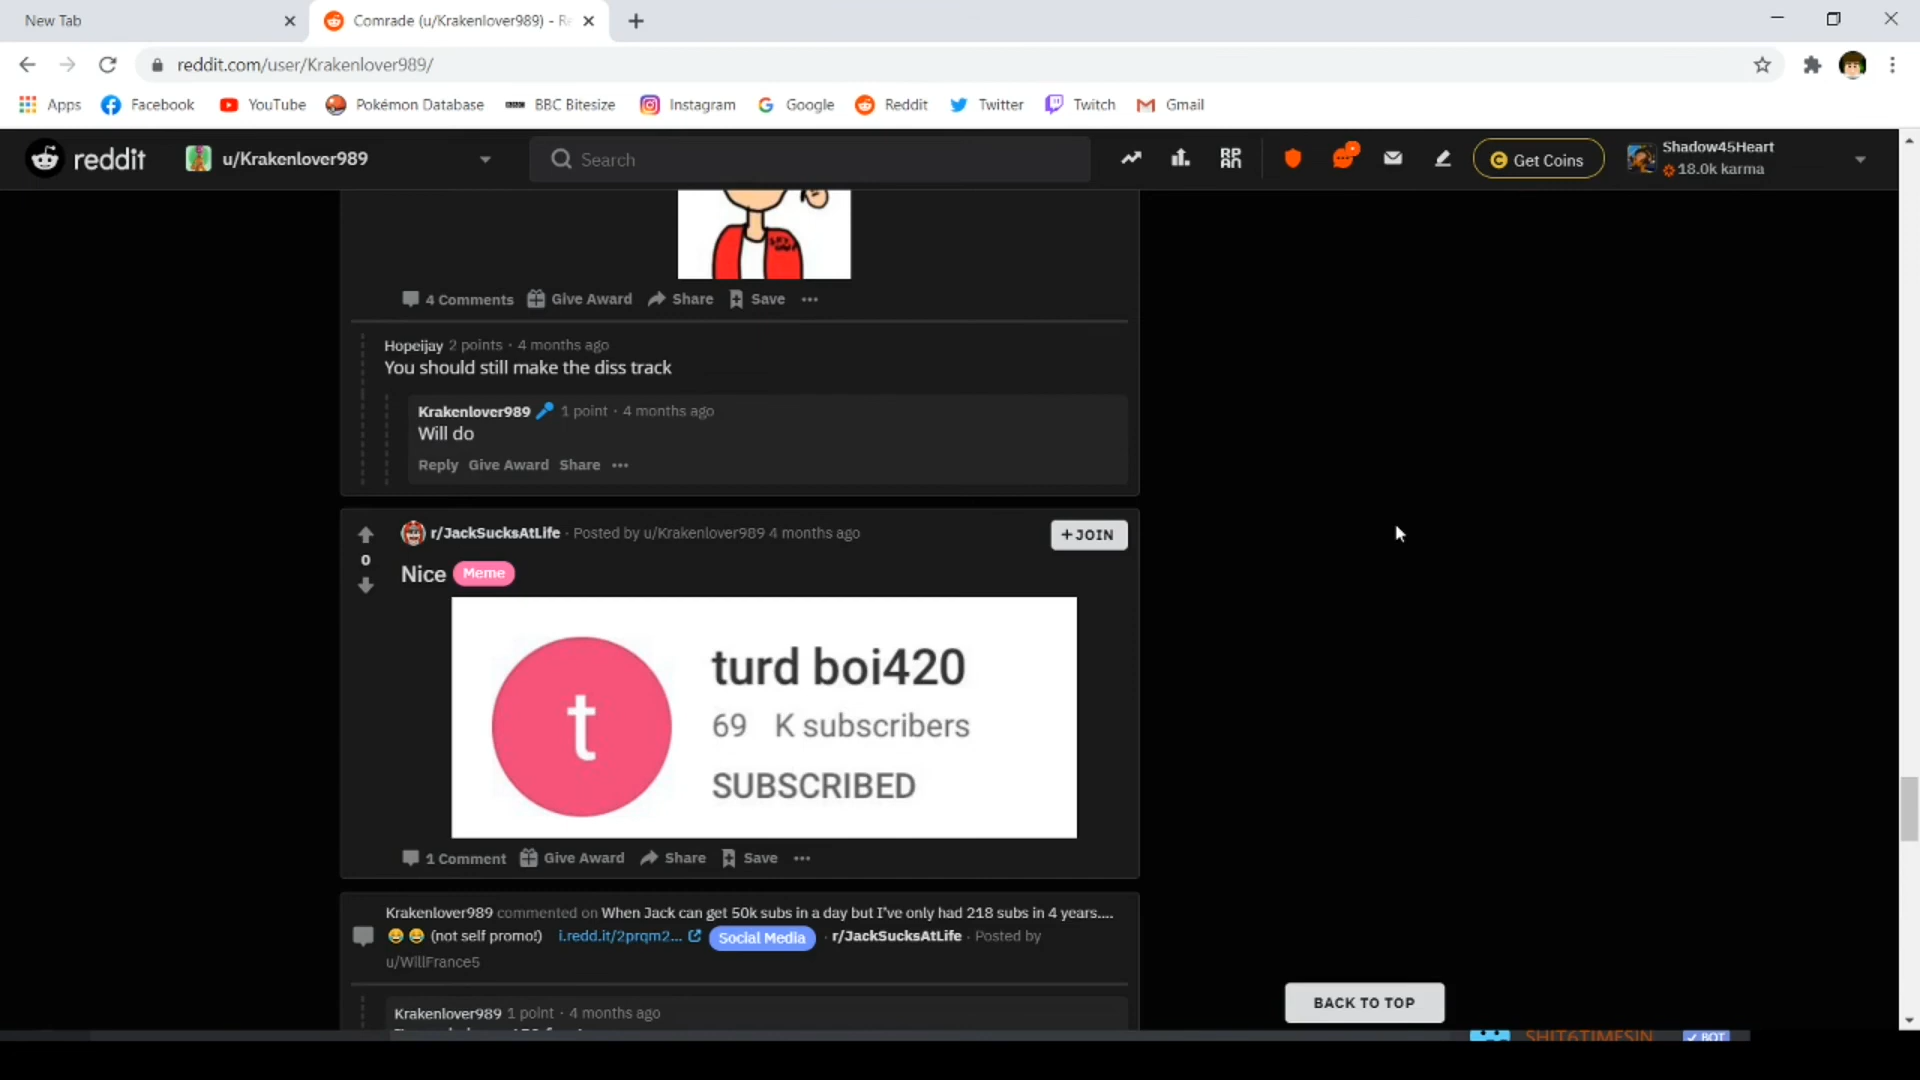 New Tab
Comrade (u/Krakenlover989) - Re
reddit.com/user/Krakenlover989/
Apps Facebook YouTube Pokémon Database BBC Bitesize Instagram Google Reddit Twitter Twitch Gmail
reddit u/Krakenlover989 Search Get Coins Shadow45Heart
18.0k karma
4 Comments Give Award Share Save
Hopeijay 2 points · 4 months ago
You should still make the diss track
Krakenlover989 1 point · 4 months ago
Will do
Reply Give Award Share
r/JackSucksAtLife · Posted by u/Krakenlover989 4 months ago + JOIN
0
Nice Meme
t
turd boi420
69 K subscribers
SUBSCRIBED
1 Comment Give Award Share Save
Krakenlover989 commented on When Jack can get 50k subs in a day but I've only had 218 subs in 4 years....
(not self promo!) i.redd.it/2prqm2... Social Media · r/JackSucksAtLife · Posted by
u/WillFrance5
BACK TO TOP
Krakenlover989 1 point · 4 months ago
SHIT6TIMESIN BOT